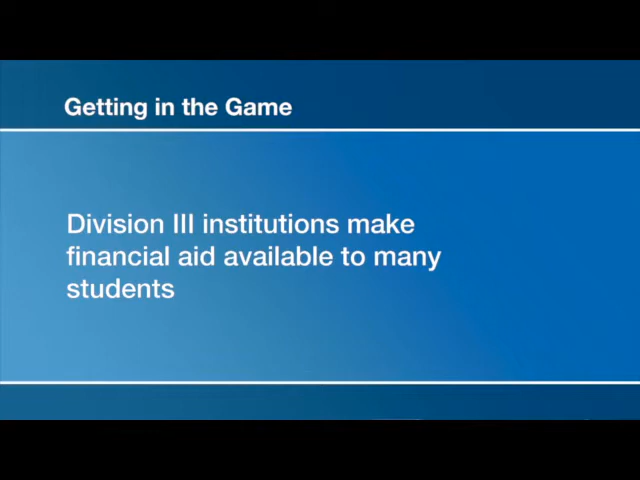 Getting in the Game
Division III institutions make
financial aid available to many
students